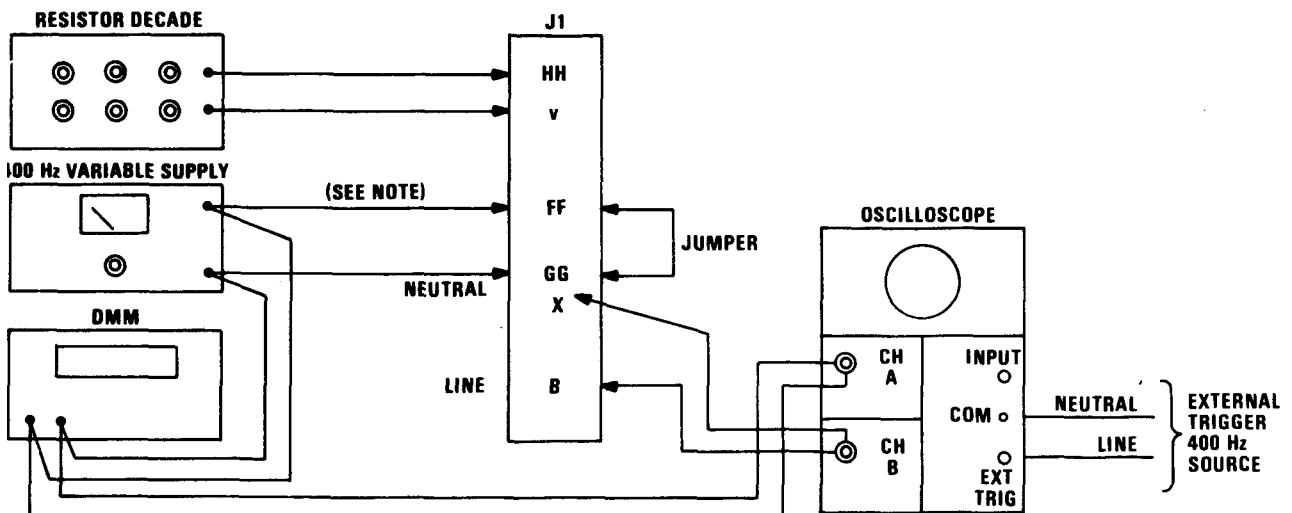 RESISTOR DECADE
J1
HH
v
400 Hz VARIABLE SUPPLY
(SEE NOTE)
FF
JUMPER
NEUTRAL
GG
X
DMM
LINE
B
OSCILLOSCOPE
CH A
INPUT
COM
CH B
EXT TRIG
NEUTRAL
LINE
EXTERNAL
TRIGGER
400 Hz
SOURCE